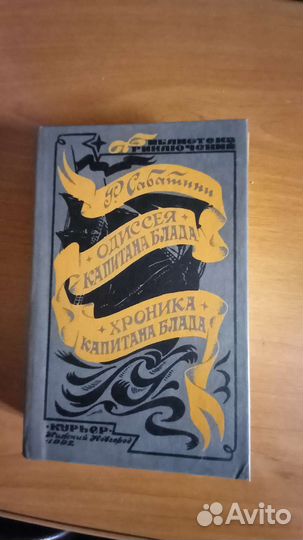 Библиотека
Приключений
Р. Сабатини
ОДИССЕЯ
КАПИТАНА БЛАДА
ХРОНИКА
КАПИТАНА БЛАДА
·КУРЬЕР·
Нижний Новгород
·1992·
Avito